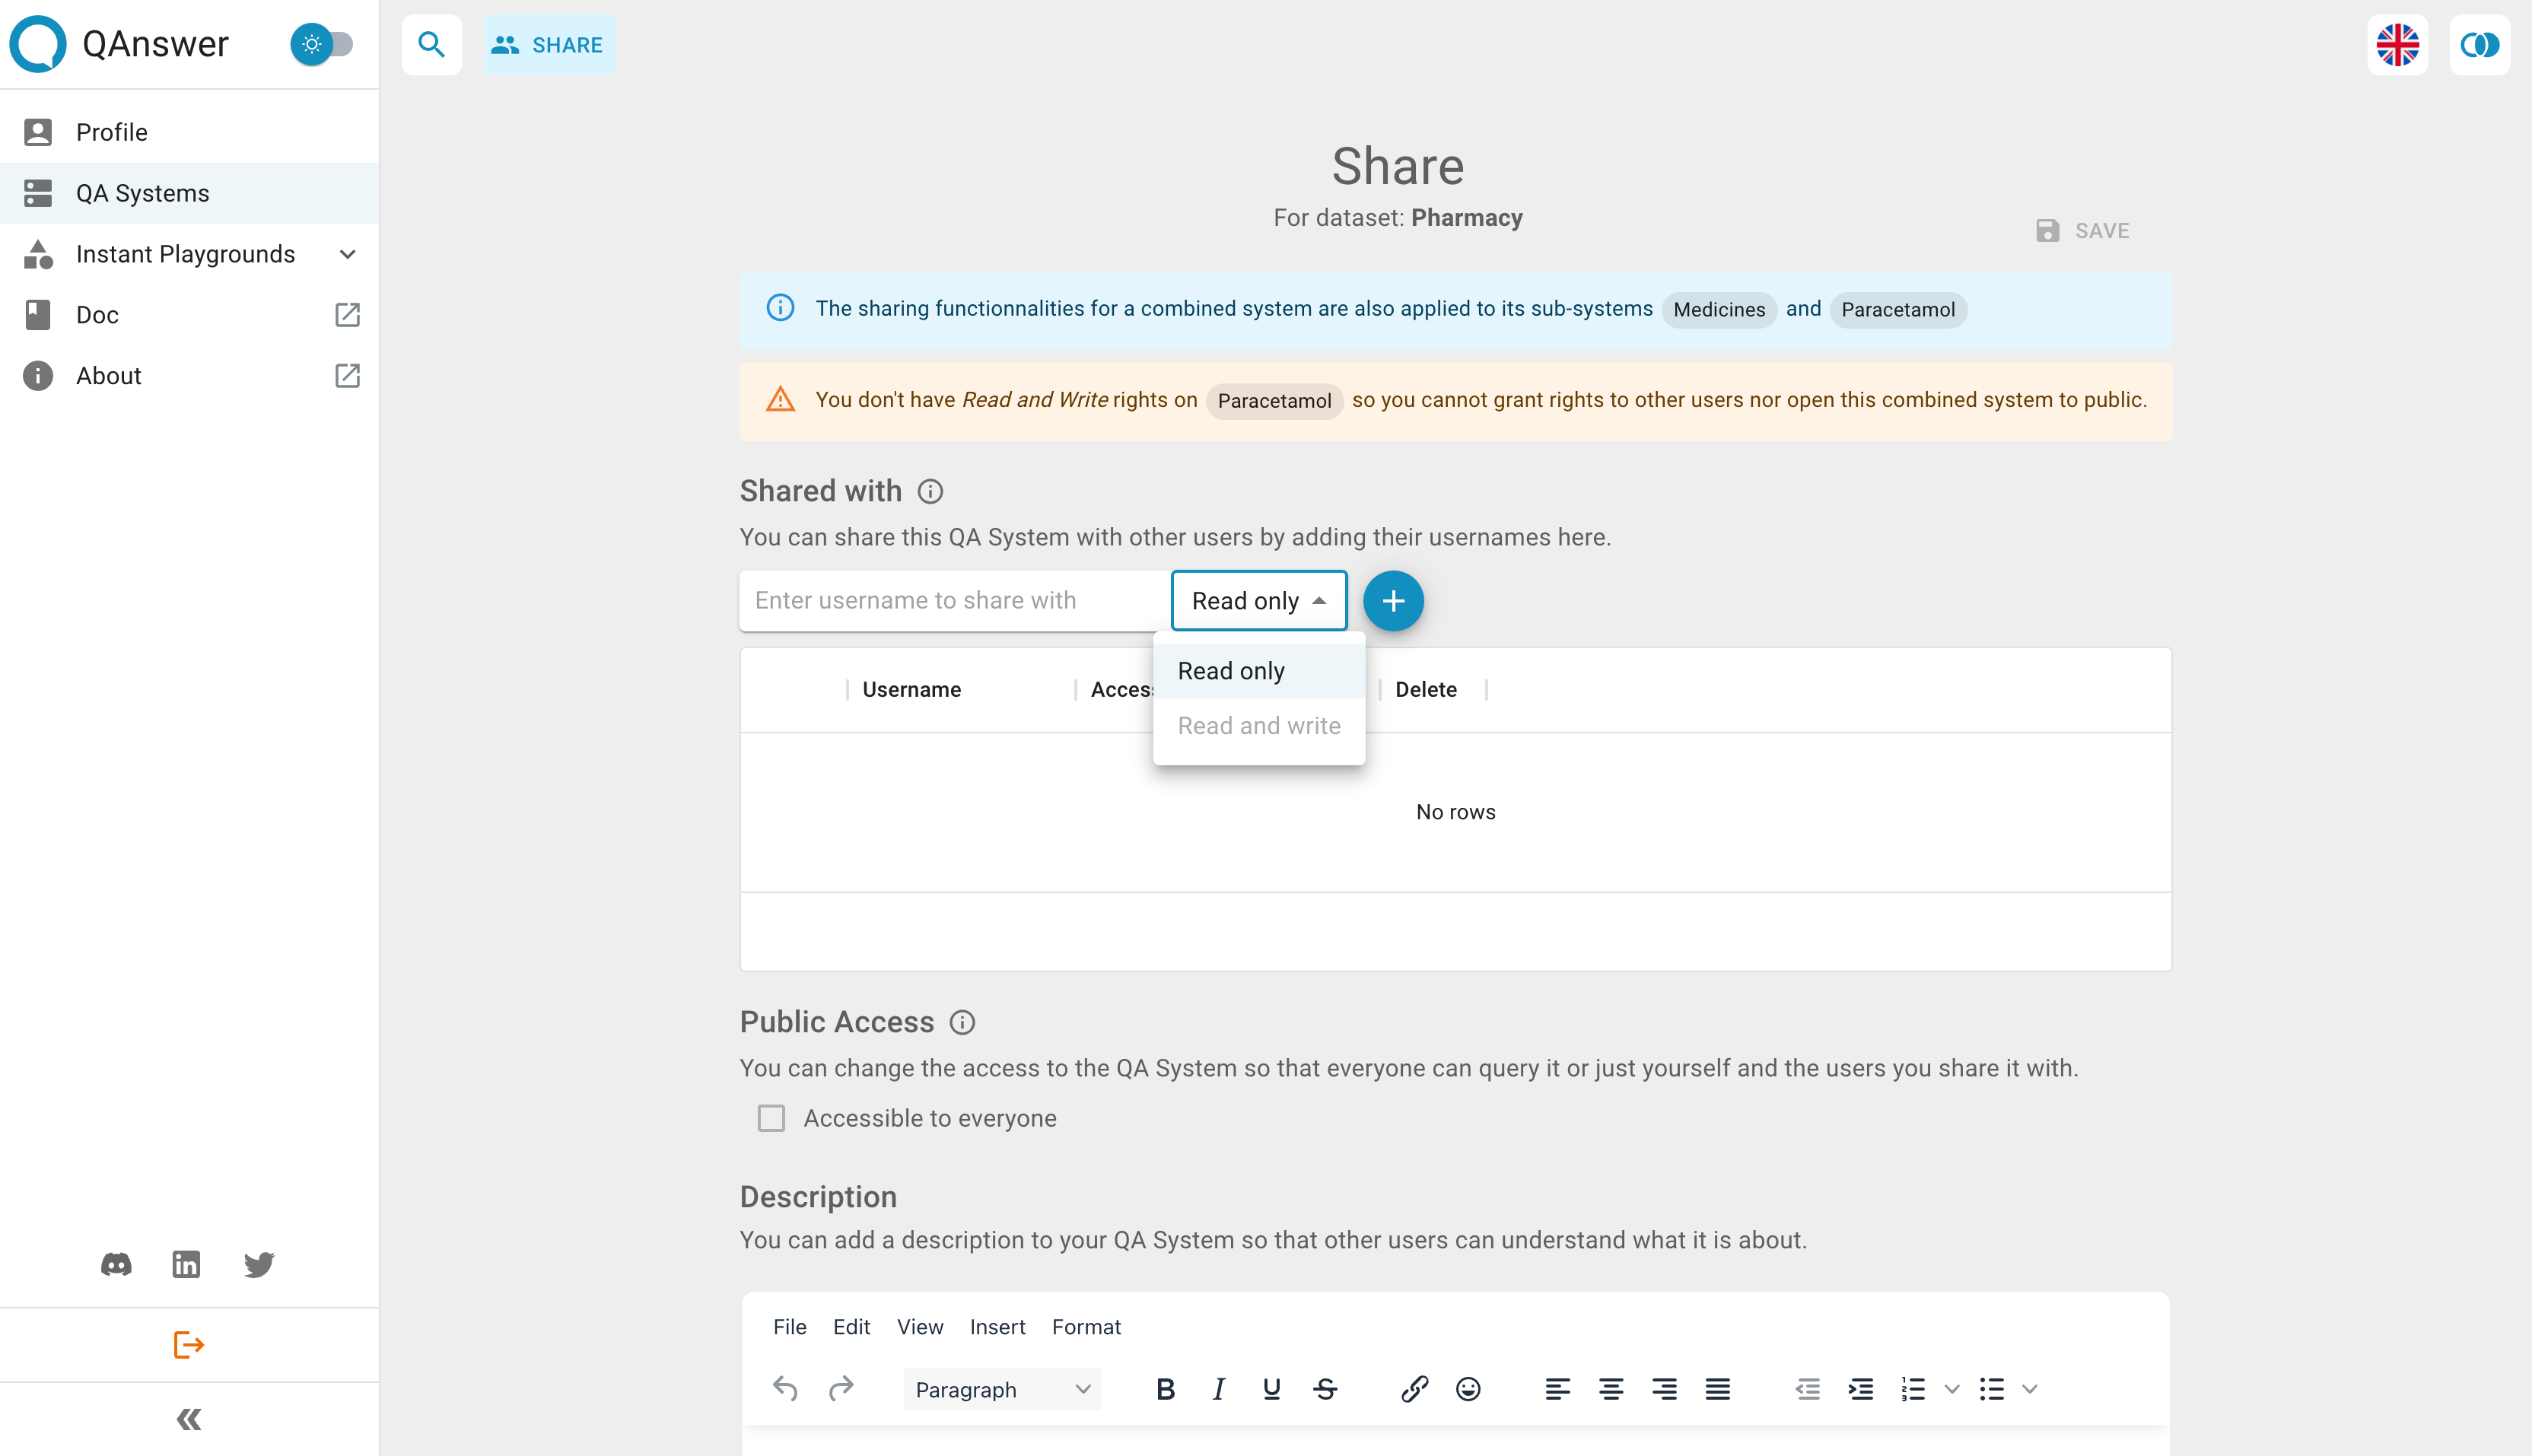 QAnswer
SHARE
Profile
QA Systems
Instant Playgrounds
Doc
About
Share
For dataset: Pharmacy
SAVE
The sharing functionnalities for a combined system are also applied to its sub-systems Medicines and Paracetamol
You don't have Read and Write rights on Paracetamol so you cannot grant rights to other users nor open this combined system to public.
Shared with
You can share this QA System with other users by adding their usernames here.
Enter username to share with Read only
Read only
Read and write
Username Acces Delete
No rows
Public Access
You can change the access to the QA System so that everyone can query it or just yourself and the users you share it with.
Accessible to everyone
Description
You can add a description to your QA System so that other users can understand what it is about.
File Edit View Insert Format
Paragraph B I U S